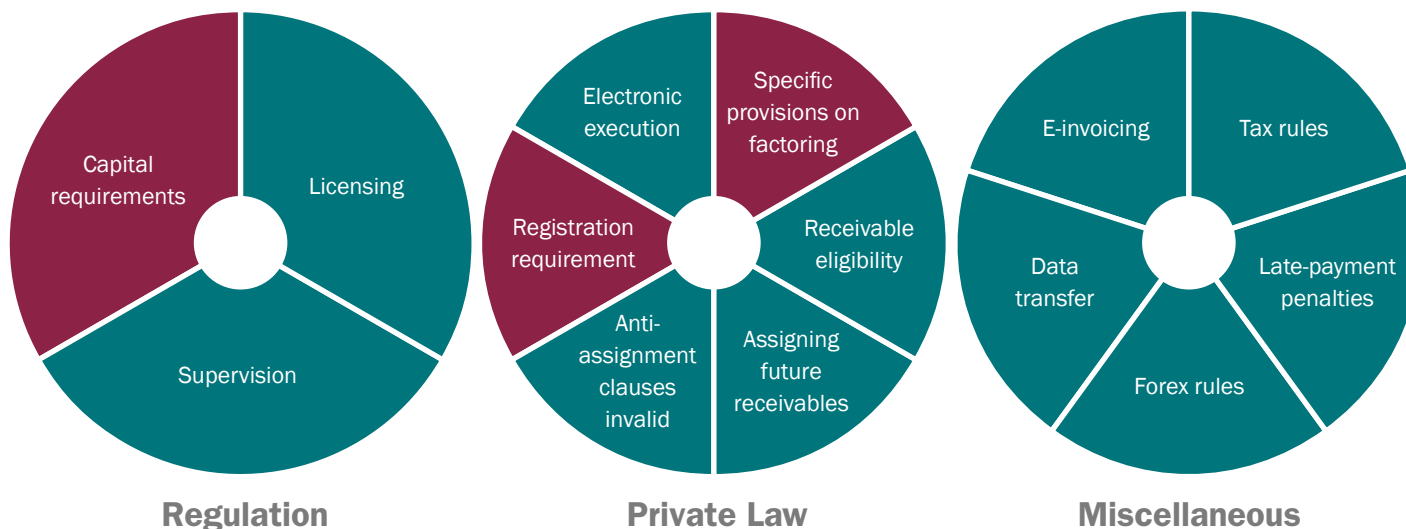 Capital
requirements
Licensing
Supervision
Regulation
Electronic
execution
Specific
provisions on
factoring
Registration
requirement
Receivable
eligibility
Anti-
assignment
clauses
invalid
Assigning
future
receivables
Private Law
E-invoicing
Tax rules
Data
transfer
Late-payment
penalties
Forex rules
Miscellaneous